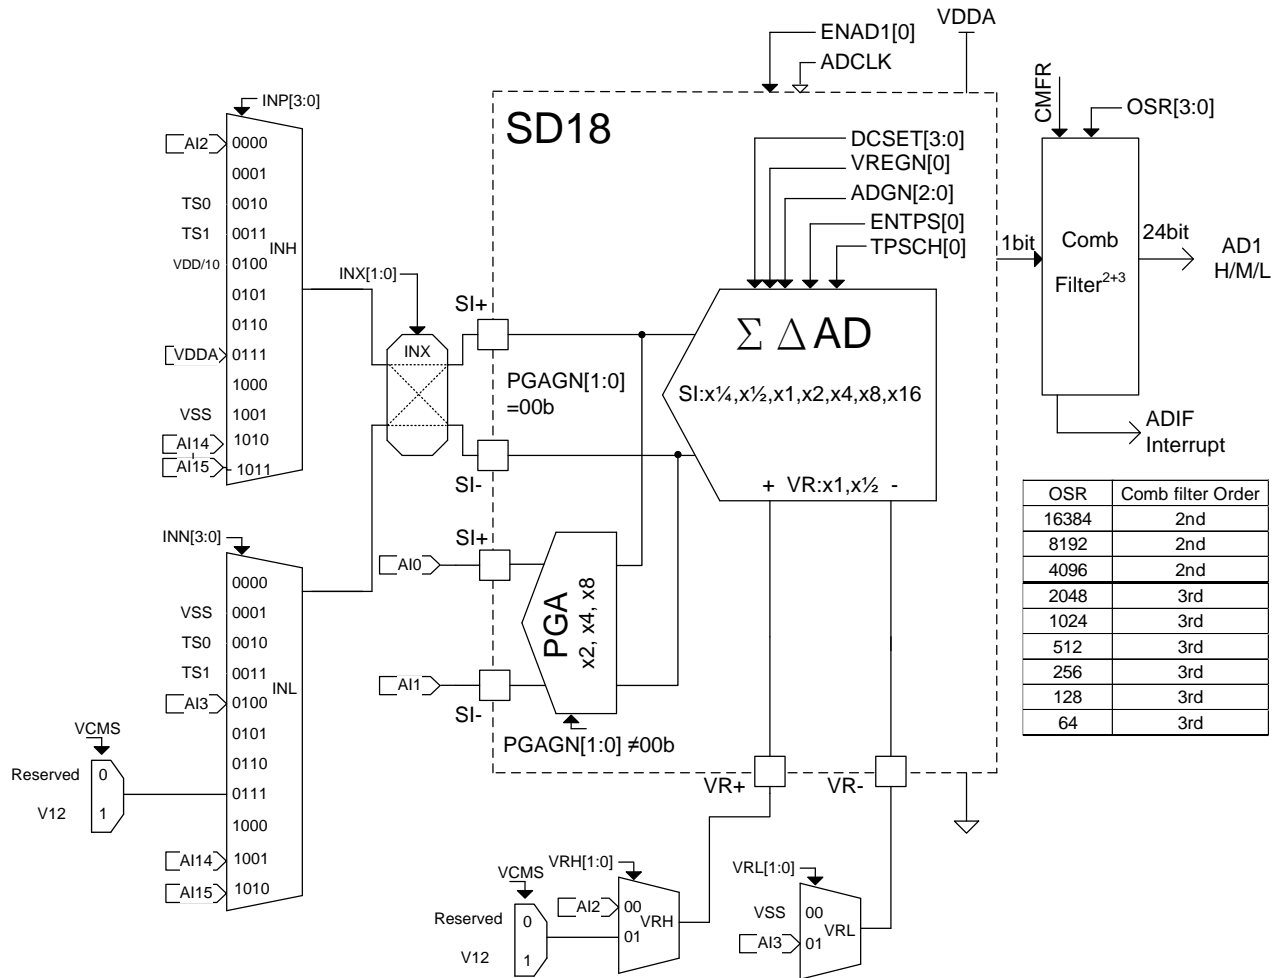 ENAD1[0]
VDDA
ADCLK
INP[3:0]
CMFR
OSR[3:0]
SD18
AI2
0000
0001
TS0
0010
TS1
0011
INH
VDD/10
0100
0101
0110
VDDA
0111
1000
VSS
1001
AI14
1010
AI15
1011
INX[1:0]
INX
SI+
SI-
PGAGN[1:0]
=00b
DCSET[3:0]
VREGN[0]
ADGN[2:0]
ENTPS[0]
TPSCH[0]
Σ Δ AD
SI:x¼,x½,x1,x2,x4,x8,x16
+ VR:x1,x½ -
1bit
Comb
Filter2+3
24bit
AD1
H/M/L
ADIF
Interrupt
OSR Comb filter Order
16384 2nd
8192 2nd
4096 2nd
2048 3rd
1024 3rd
512 3rd
256 3rd
128 3rd
64 3rd
INN[3:0]
0000
VSS
0001
TS0
0010
TS1
0011
INL
AI3
0100
0101
0110
0111
1000
AI14
1001
AI15
1010
VCMS
Reserved
0
V12
1
SI+
AI0
PGA
x2, x4, x8
AI1
SI-
PGAGN[1:0] ≠00b
VR+
VR-
VRH[1:0]
VCMS
AI2
00
VRH
01
Reserved
0
V12
1
VRL[1:0]
VSS
00
VRL
AI3
01